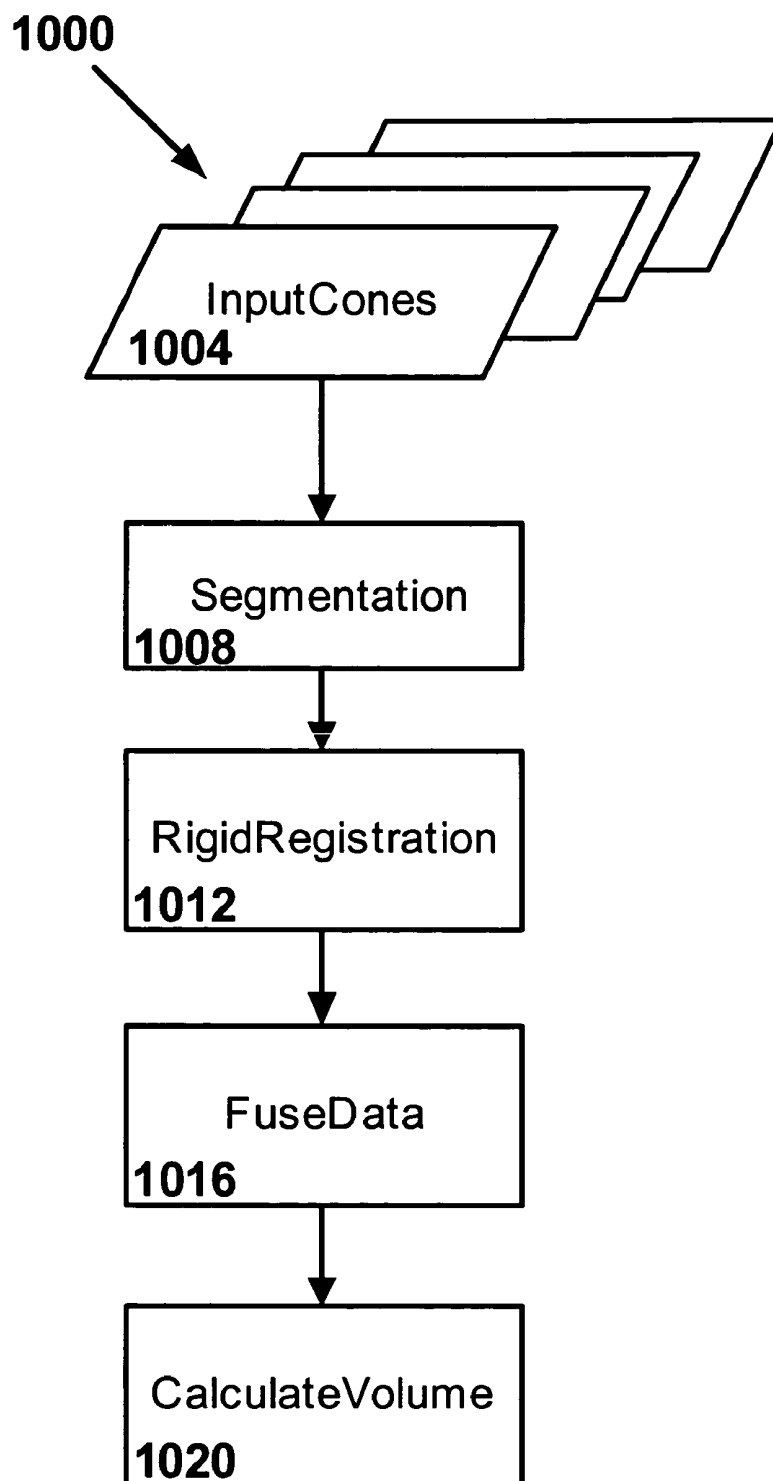 1000
InputCones
1004
Segmentation
1008
RigidRegistration
1012
FuseData
1016
CalculateVolume
1020